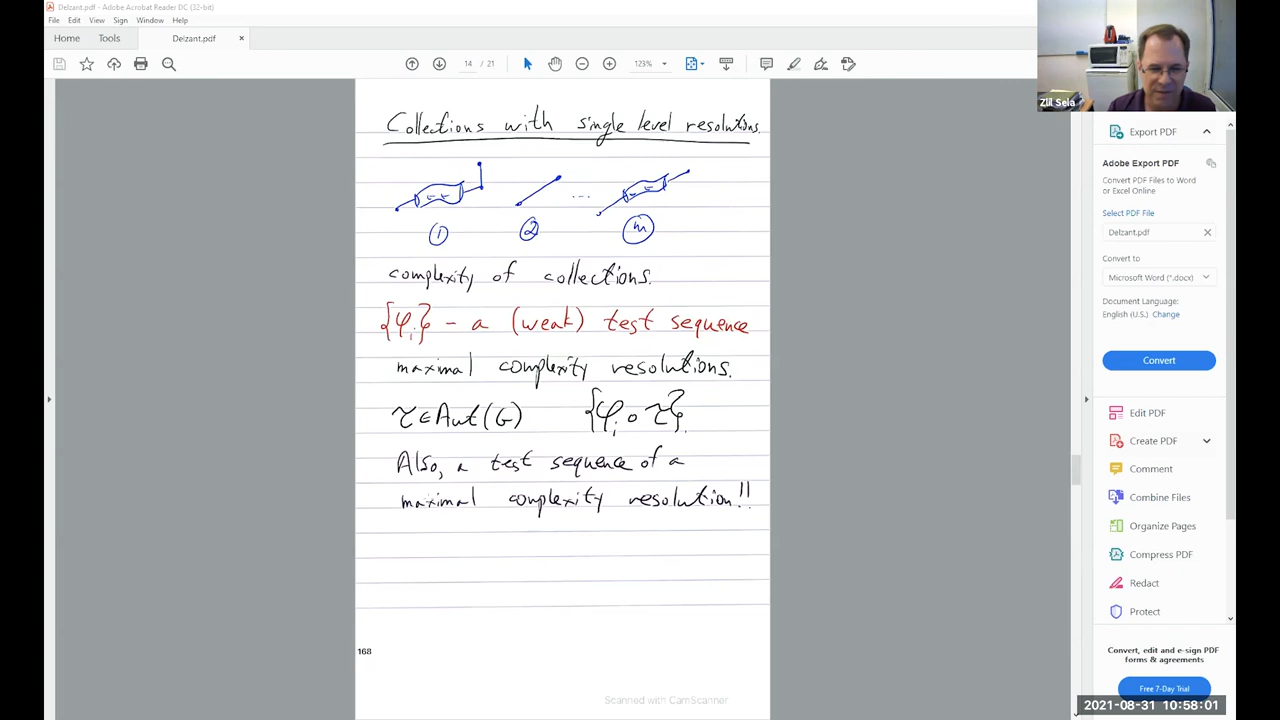 Delzant.pdf - Adobe Acrobat Reader DC (32-bit)
File Edit View Sign Window Help
Home Tools Delzant.pdf ×
14 / 21 123%
Zlil Sela
Collections with single level resolutions.
... 
1 2 m
complexity of collections.
{φi} - a (weak) test sequence
maximal complexity resolutions.
τ∈Aut(G) {φi∘τ}.
Also, a test sequence of a
maximal complexity resolution!!
168
Scanned with CamScanner
Export PDF
Adobe Export PDF
Convert PDF Files to Word
or Excel Online
Select PDF File
Delzant.pdf
Convert to
Microsoft Word (*.docx)
Document Language:
English (U.S.) Change
Convert
Edit PDF
Create PDF
Comment
Combine Files
Organize Pages
Compress PDF
Redact
Protect
Convert, edit and e-sign PDF
forms & agreements
Free 7-Day Trial
2021-08-31 10:58:01